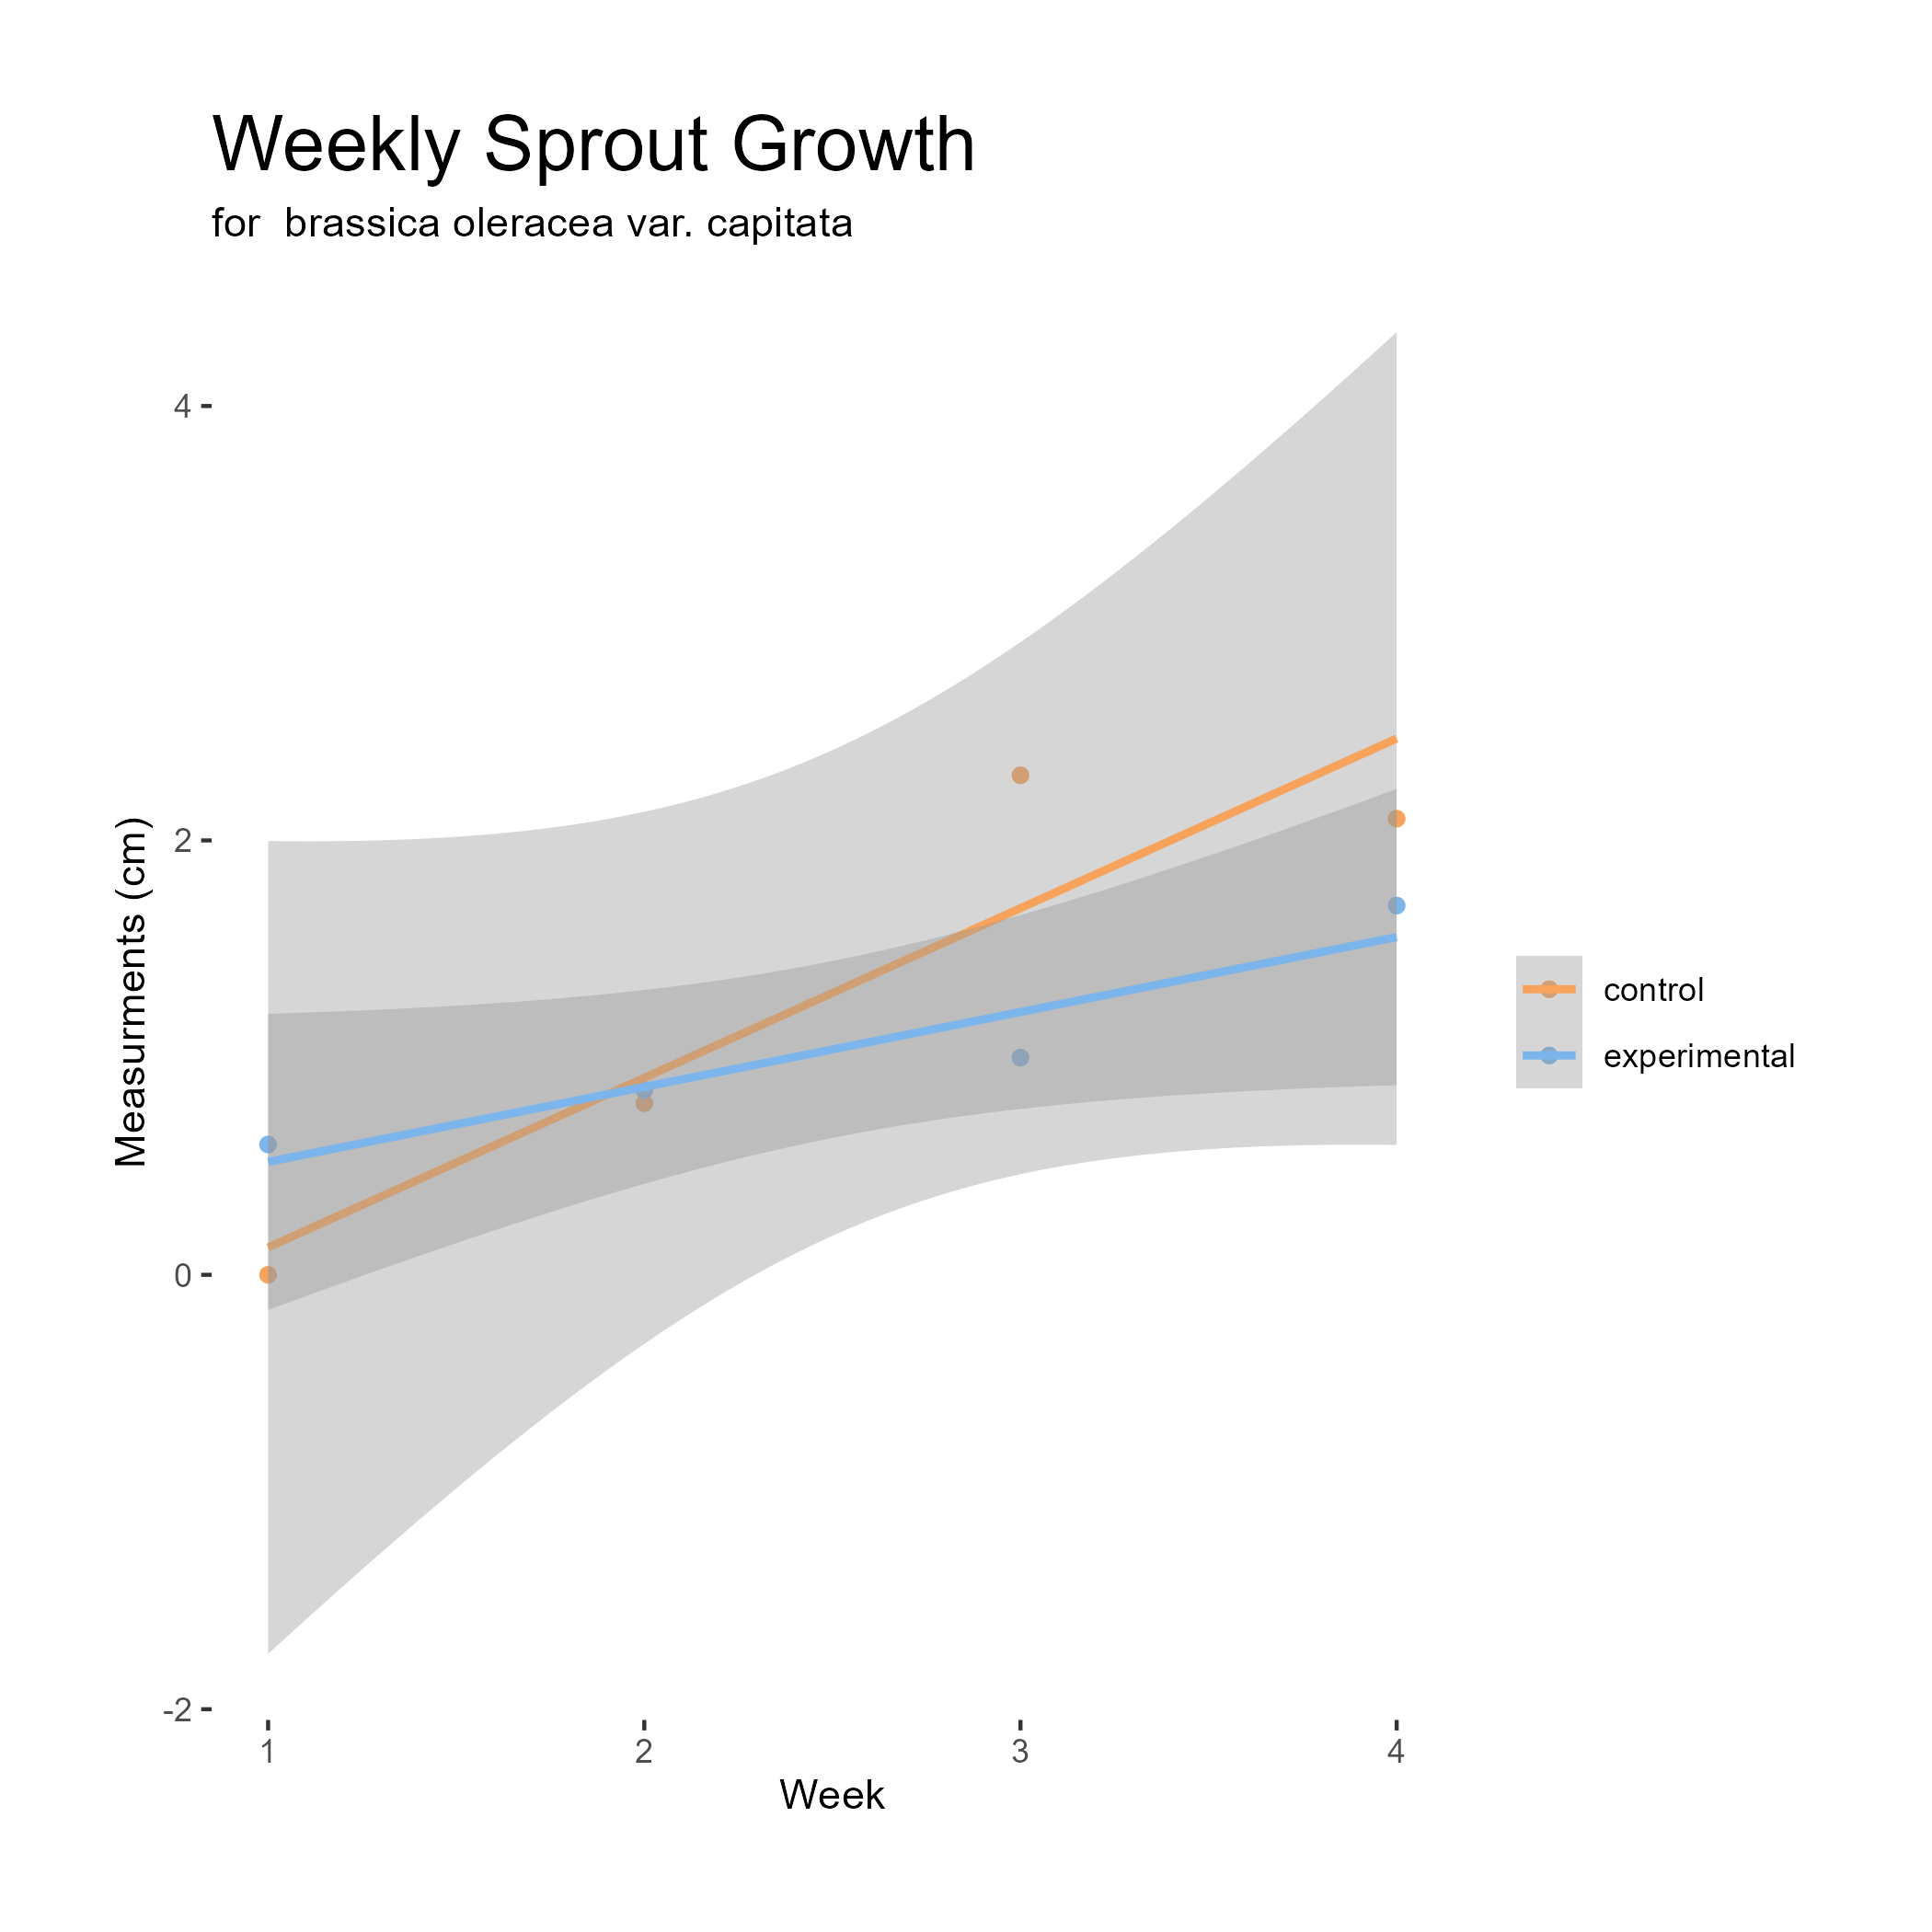 Weekly Sprout Growth
for  brassica oleracea var. capitata
4
2
0
-2
Measurments (cm)
1
2
3
4
Week
control
experimental